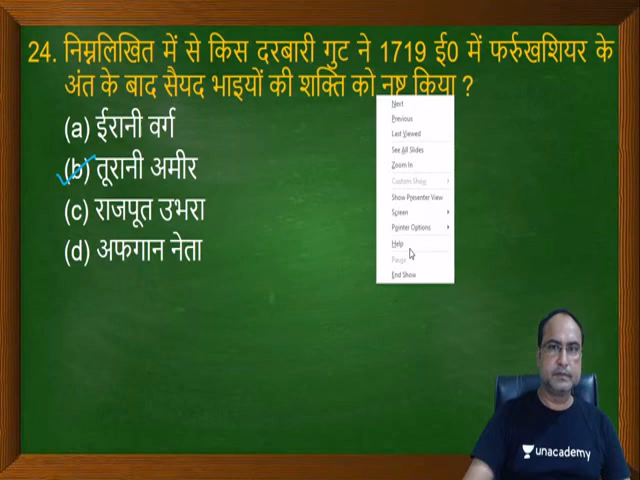 24. निम्नलिखित में से किस दरबारी गुट ने 1719 ई0 में फर्रुखशियर के
अंत के बाद सैयद भाइयों की शक्ति को नष्ट किया ?
(a) ईरानी वर्ग
(b) तूरानी अमीर
(c) राजपूत उभरा
(d) अफगान नेता
Next
Previous
Last Viewed
See All Slides
Zoom In
Custom Show
Show Presenter View
Screen
Pointer Options
Help
Pause
End Show
unacademy